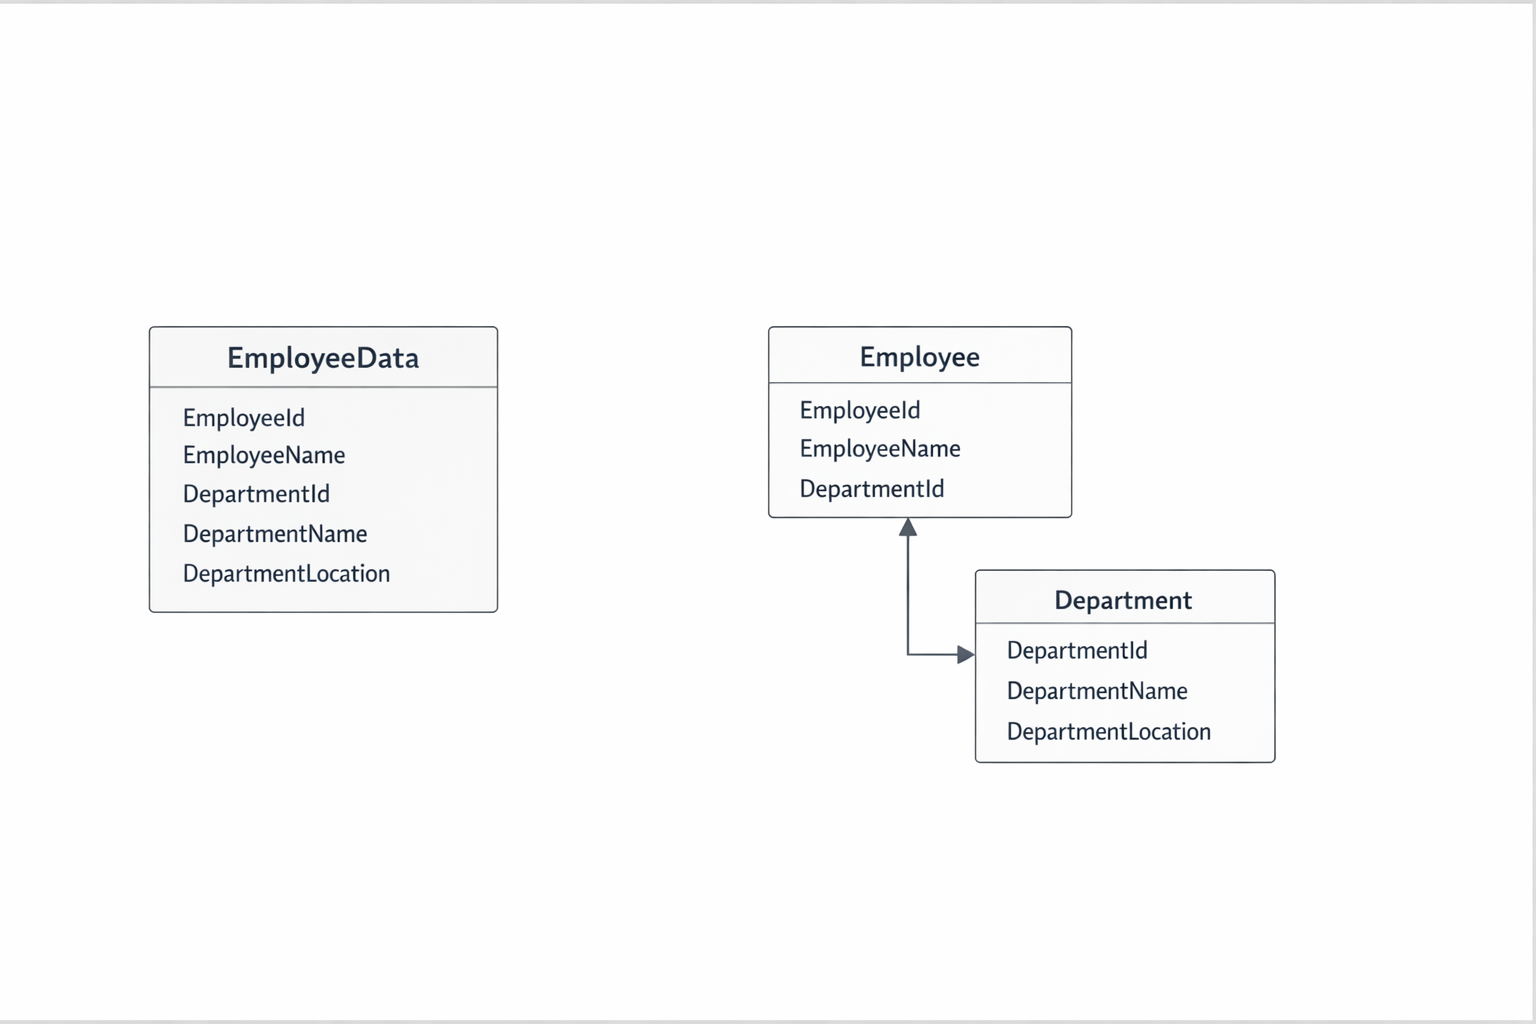 EmployeeData
EmployeeId
EmployeeName
DepartmentId
DepartmentName
DepartmentLocation
Employee
EmployeeId
EmployeeName
DepartmentId
Department
DepartmentId
DepartmentName
DepartmentLocation